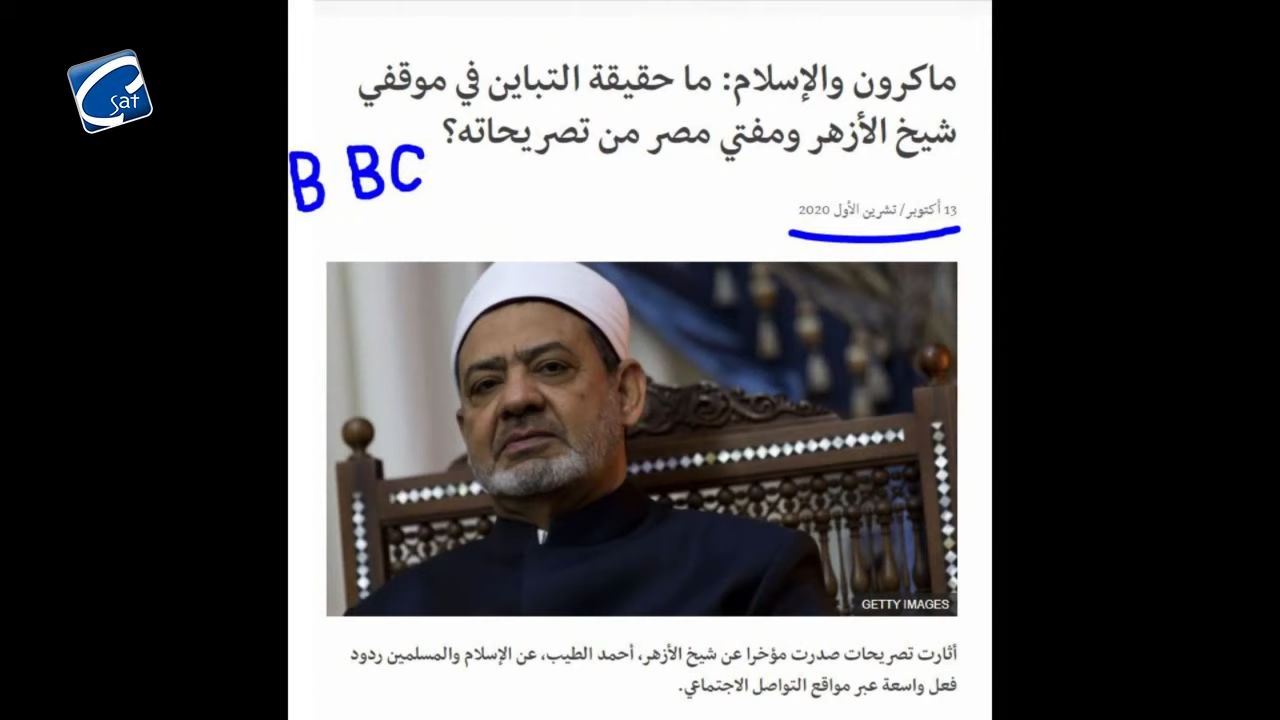 Sat
ماكرون والإسلام: ما حقيقة التباين في موقفي
شيخ الأزهر ومفتي مصر من تصريحاته؟
B BC
13 أكتوبر/ تشرين الأول 2020
GETTY IMAGES
أثارت تصريحات صدرت مؤخرا عن شيخ الأزهر، أحمد الطيب، عن الإسلام والمسلمين ردود
فعل واسعة عبر مواقع التواصل الاجتماعي.